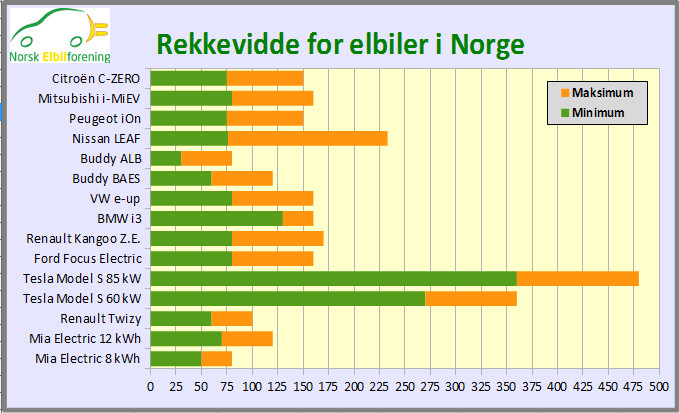 Norsk Elbilforening
Rekkevidde for elbiler i Norge
Maksimum
Minimum
Citroën C-ZERO
Mitsubishi i-MiEV
Peugeot iOn
Nissan LEAF
Buddy ALB
Buddy BAES
VW e-up
BMW i3
Renault Kangoo Z.E.
Ford Focus Electric
Tesla Model S 85 kW
Tesla Model S 60 kW
Renault Twizy
Mia Electric 12 kWh
Mia Electric 8 kWh
0 25 50 75 100 125 150 175 200 225 250 275 300 325 350 375 400 425 450 475 500